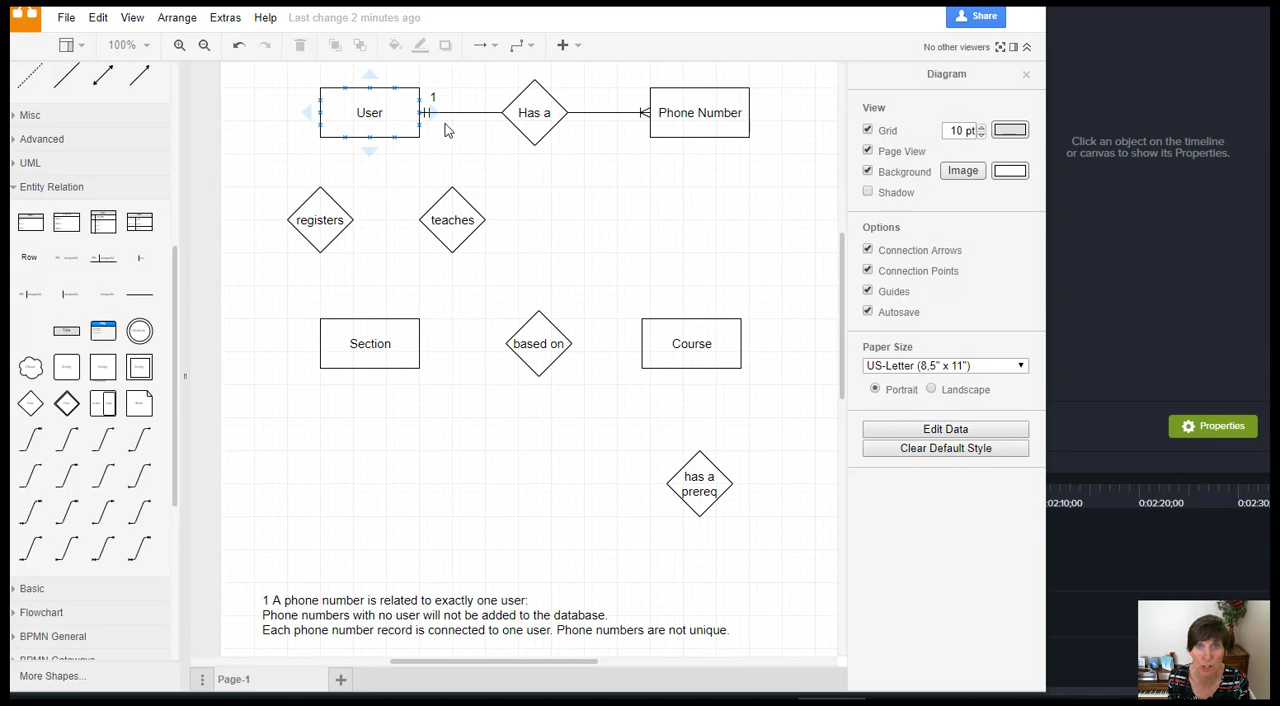 File Edit View Arrange Extras Help Last change 2 minutes ago
Share
100%
No other viewers
Diagram
Misc
Advanced
UML
Entity Relation
Row
Basic
Flowchart
BPMN General
More Shapes...
User
1
Has a
Phone Number
registers
teaches
Section
based on
Course
has a
prereq
1 A phone number is related to exactly one user:
Phone numbers with no user will not be added to the database.
Each phone number record is connected to one user. Phone numbers are not unique.
Page-1
View
Grid
10 pt
Page View
Background
Image
Shadow
Options
Connection Arrows
Connection Points
Guides
Autosave
Paper Size
US-Letter (8,5" x 11")
Portrait Landscape
Edit Data
Clear Default Style
Click an object on the timeline
or canvas to show its Properties.
Properties
0:02:10;00 0:02:20;00 0:02:30;